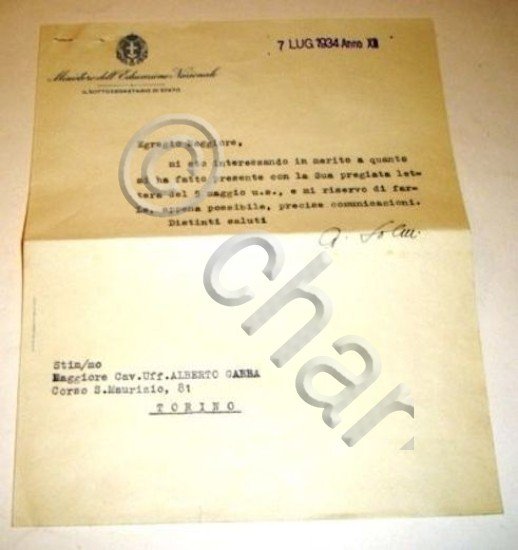 7 LUG. 1934 Anno XII
Ministero dell'Educazione Nazionale
IL SOTTOSEGRETARIO DI STATO
Egregio Maggiore,
mi sto interessando in merito a quanto
mi ha fatto presente con la Sua pregiata let-
tera del 5 maggio u.s., e mi riservo di far-
Le, appena possibile, precise comunicazioni.
Distinti saluti
A. Solmi
Stim/mo
Maggiore Cav.Uff.ALBERTO GABBA
Corso S.Maurizio, 81
TORINO
© char